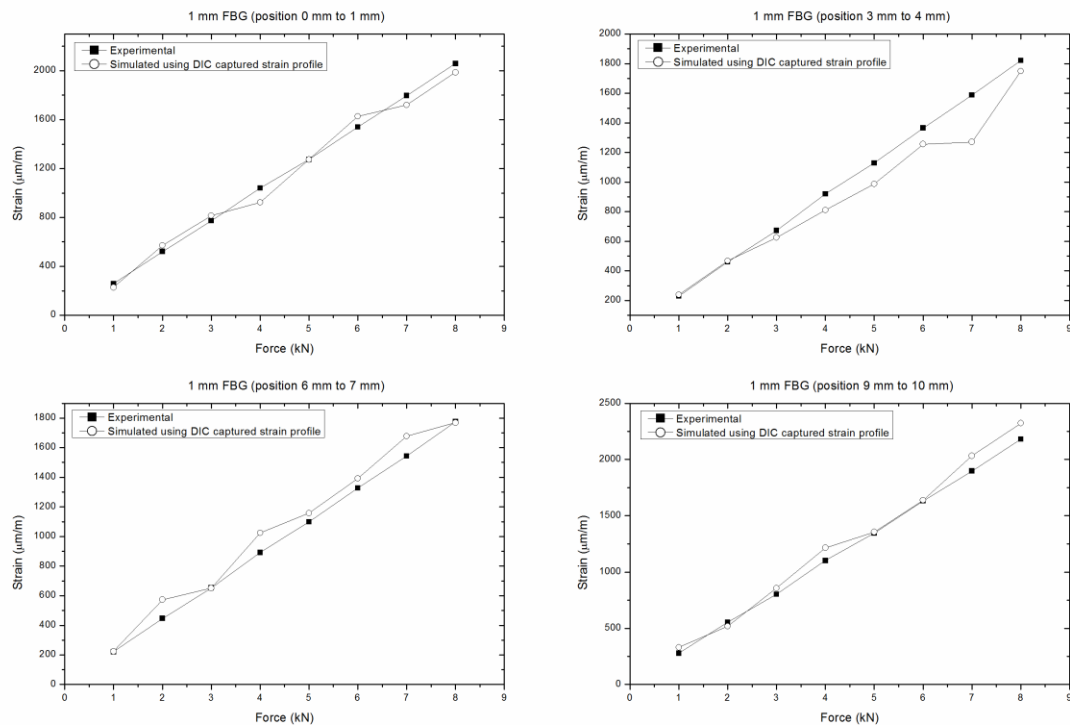 1 mm FBG (position 0 mm to 1 mm)
Experimental
Simulated using DIC captured strain profile
Strain (μm/m)
2000
1600
1200
800
400
0
0 1 2 3 4 5 6 7 8 9
Force (kN)
1 mm FBG (position 3 mm to 4 mm)
Experimental
Simulated using DIC captured strain profile
Strain (μm/m)
2000
1800
1600
1400
1200
1000
800
600
400
200
0 1 2 3 4 5 6 7 8 9
Force (kN)
1 mm FBG (position 6 mm to 7 mm)
Experimental
Simulated using DIC captured strain profile
Strain (μm/m)
1800
1600
1400
1200
1000
800
600
400
200
0
0 1 2 3 4 5 6 7 8 9
Force (kN)
1 mm FBG (position 9 mm to 10 mm)
Experimental
Simulated using DIC captured strain profile
Strain (μm/m)
2500
2000
1500
1000
500
0
0 1 2 3 4 5 6 7 8 9
Force (kN)